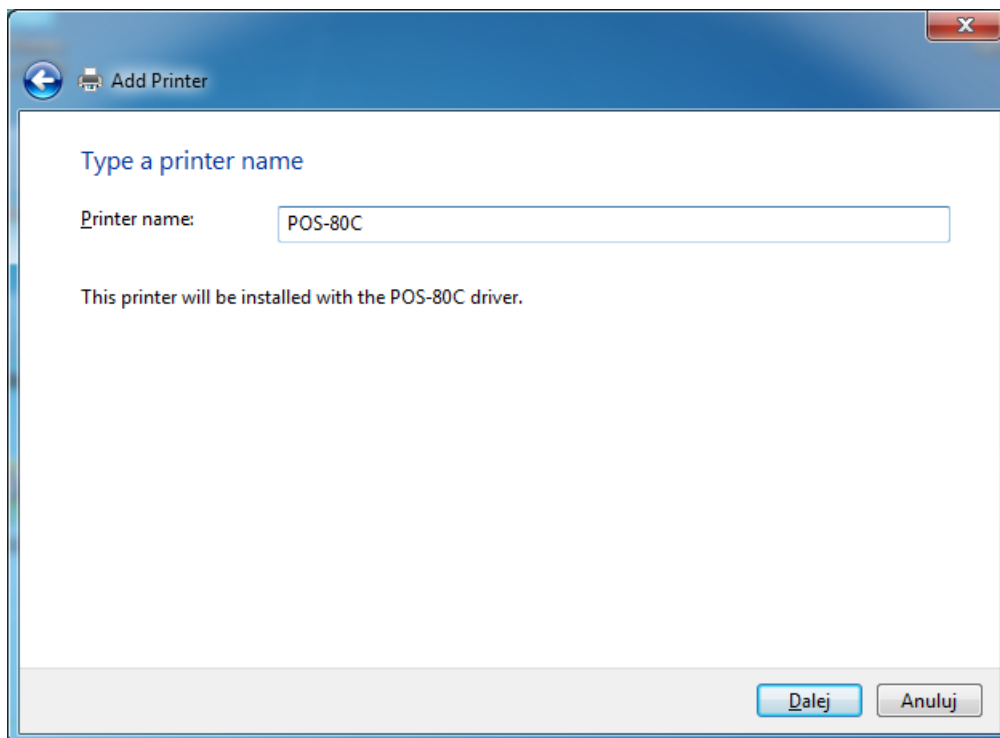 Add Printer
Type a printer name
Printer name:
POS-80C
This printer will be installed with the POS-80C driver.
Dalej
Anuluj